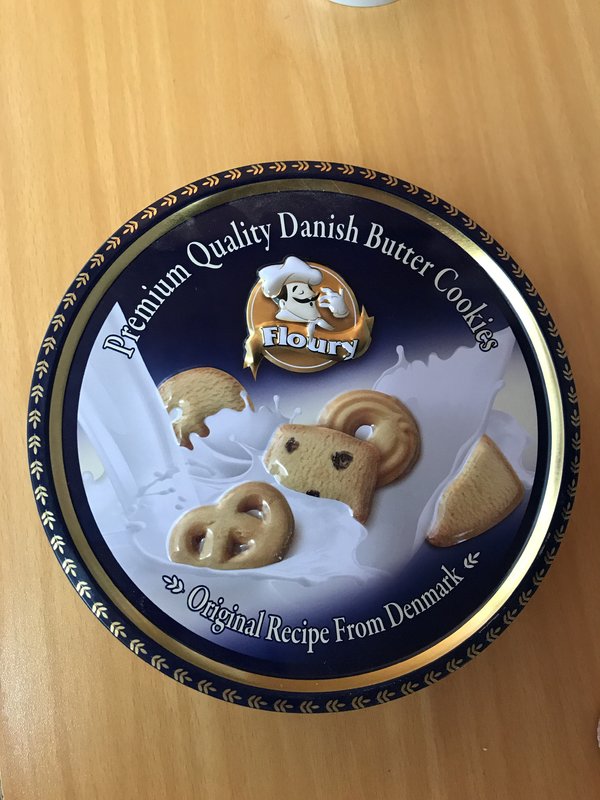 Premium Quality Danish Butter Cookies
Floury
Original Recipe From Denmark